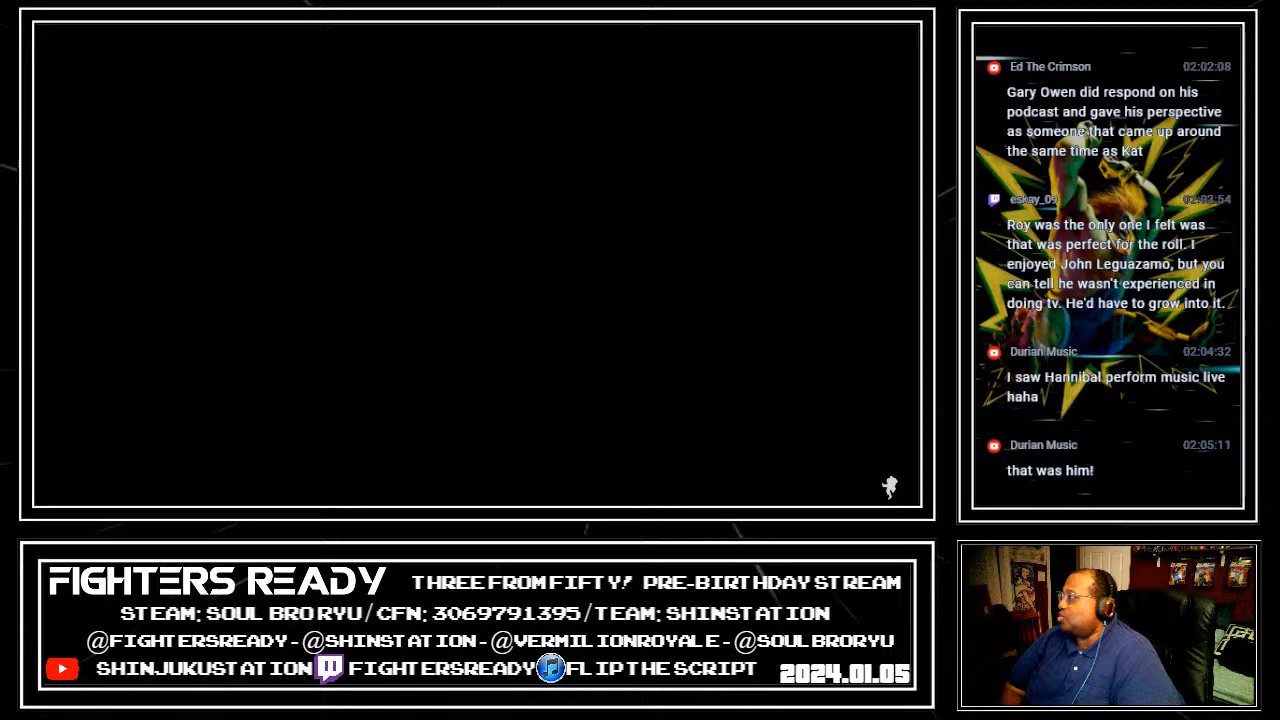 Ed The Crimson 02:02:08
Gary Owen did respond on his
podcast and gave his perspective
as someone that came up around
the same time as Kat
eskay_09 02:03:54
Roy was the only one I felt was
that was perfect for the roll. I
enjoyed John Leguazamo, but you
can tell he wasn't experienced in
doing tv. He'd have to grow into it.
Durian Music 02:04:32
I saw Hannibal perform music live
haha
Durian Music 02:05:11
that was him!
FIGHTERS READY THREE FROM FIFTY! PRE-BIRTHDAY STREAM
STEAM: SOUL BRO RYU / CFN: 3069791395 / TEAM: SHINSTATION
@FIGHTERSREADY - @SHINSTATION - @VERMILIONROYALE - @SOULBRORYU
SHINJUKUSTATION FIGHTERSREADY FLIP THE SCRIPT 2024.01.05